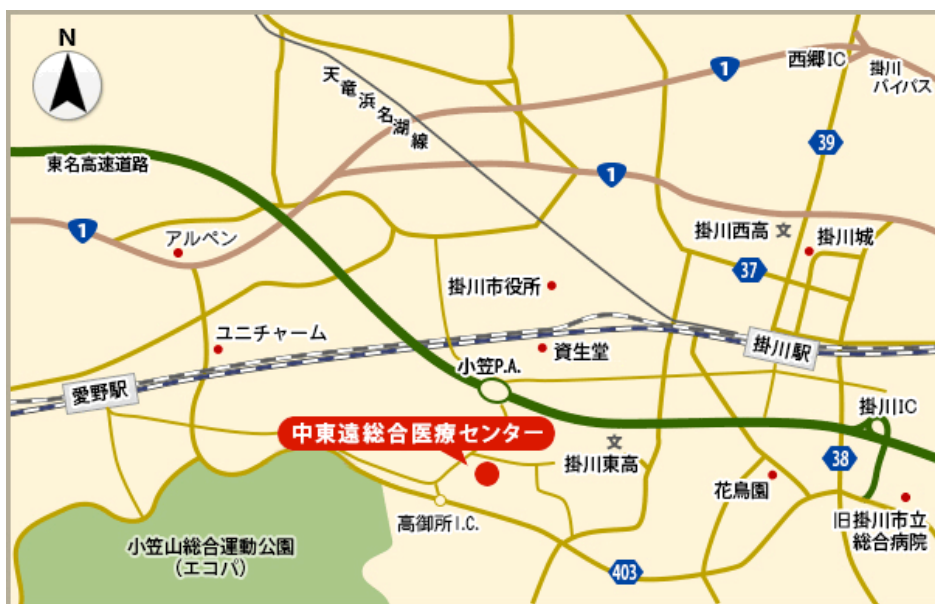 N
天竜浜名湖線
1
西郷IC
掛川
バイパス
39
東名高速道路
1
1
アルペン
掛川西高
文
掛川城
37
掛川市役所
ユニチャーム
資生堂
掛川駅
小笠P.A.
愛野駅
掛川IC
中東遠総合医療センター
文
掛川東高
38
花鳥園
高御所I.C.
旧掛川市立
総合病院
小笠山総合運動公園
(エコパ)
403